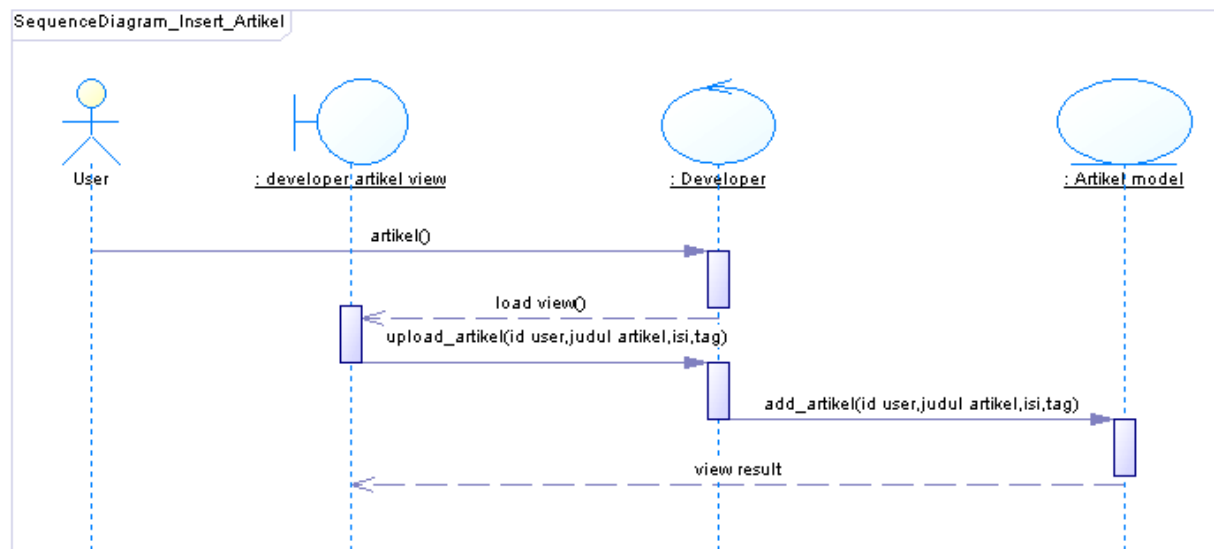 SequenceDiagram_Insert_Artikel
User
: developer artikel view
: Developer
: Artikel model
artikel()
load view()
upload_artikel(id user,judul artikel,isi,tag)
add_artikel(id user,judul artikel,isi,tag)
view result